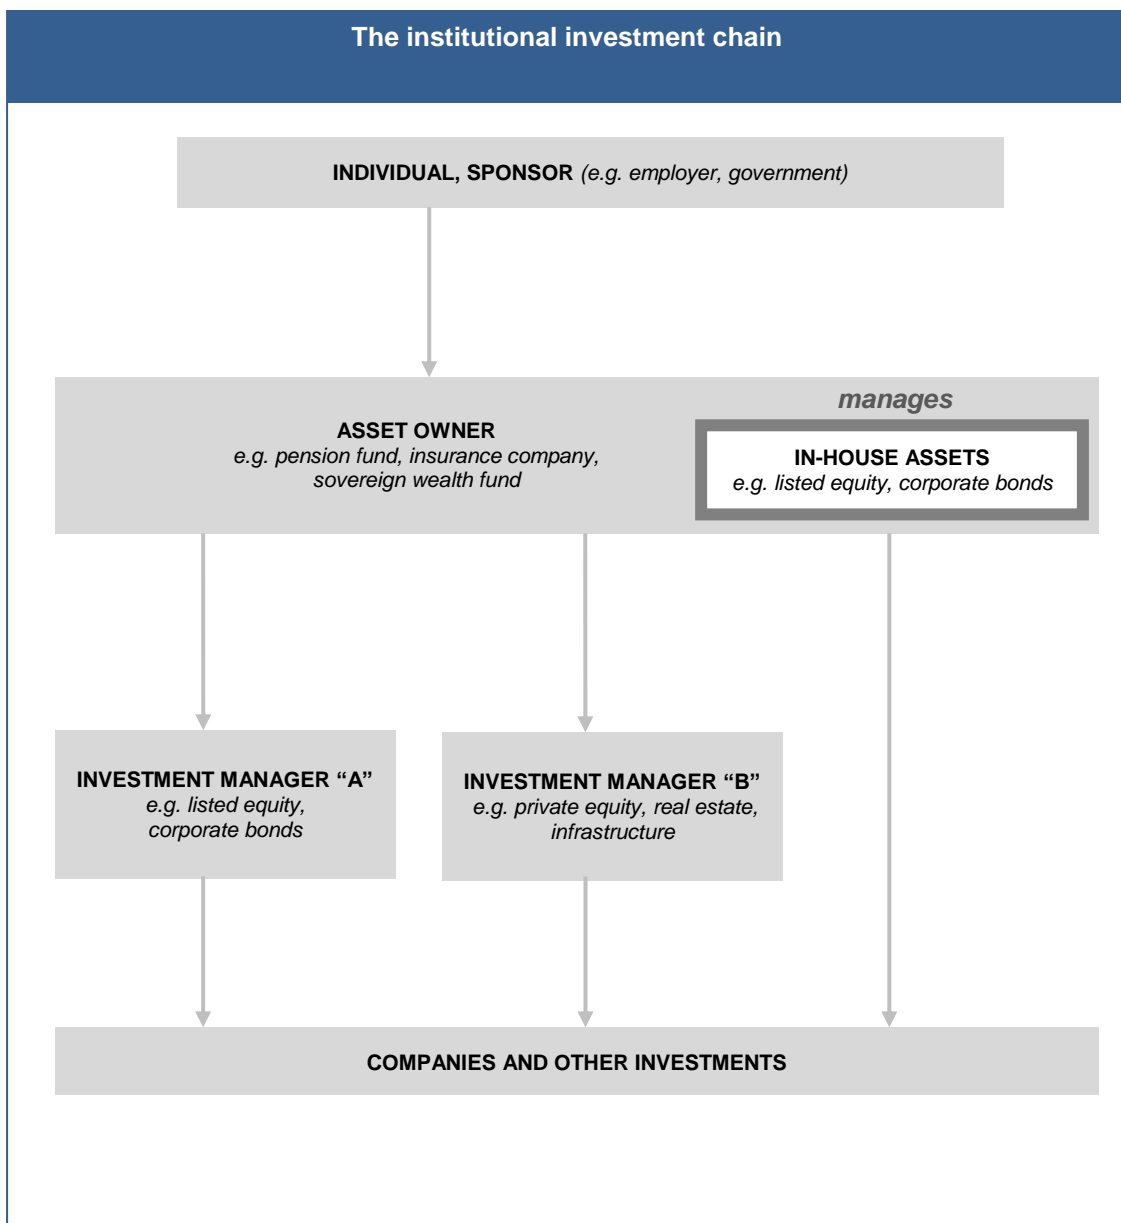 The institutional investment chain
INDIVIDUAL, SPONSOR (e.g. employer, government)
manages
ASSET OWNER
e.g. pension fund, insurance company,
sovereign wealth fund
IN-HOUSE ASSETS
e.g. listed equity, corporate bonds
INVESTMENT MANAGER “A”
e.g. listed equity,
corporate bonds
INVESTMENT MANAGER “B”
e.g. private equity, real estate,
infrastructure
COMPANIES AND OTHER INVESTMENTS